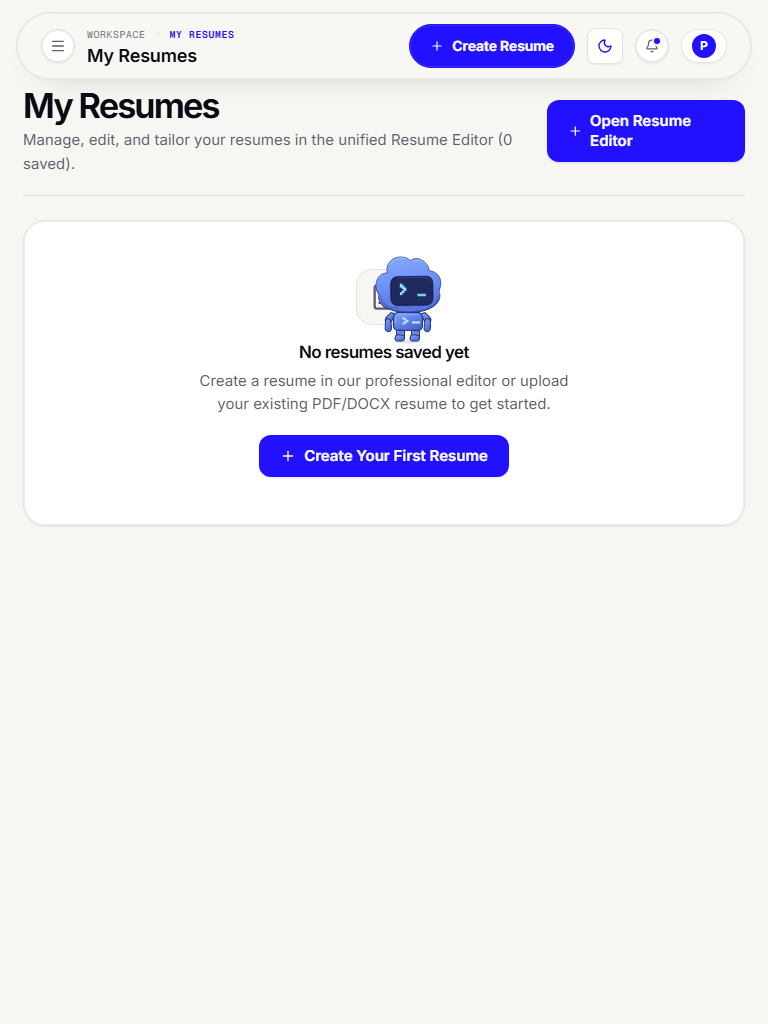 WORKSPACE > MY RESUMES
My Resumes
Create Resume
P
My Resumes
Manage, edit, and tailor your resumes in the unified Resume Editor (0
saved).
Open Resume
Editor
No resumes saved yet
Create a resume in our professional editor or upload
your existing PDF/DOCX resume to get started.
Create Your First Resume